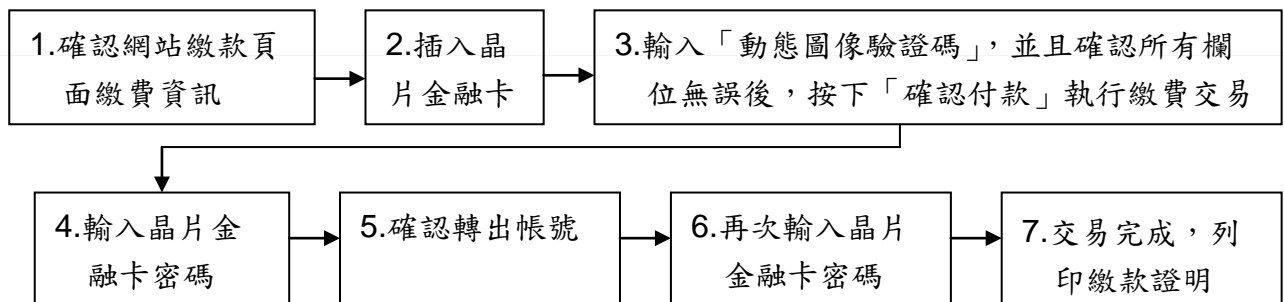 1.確認網站繳款頁
面繳費資訊
2.插入晶
片金融卡
3.輸入「動態圖像驗證碼」，並且確認所有欄
位無誤後，按下「確認付款」執行繳費交易
4.輸入晶片金
融卡密碼
5.確認轉出帳號
6.再次輸入晶片
金融卡密碼
7.交易完成，列
印繳款證明